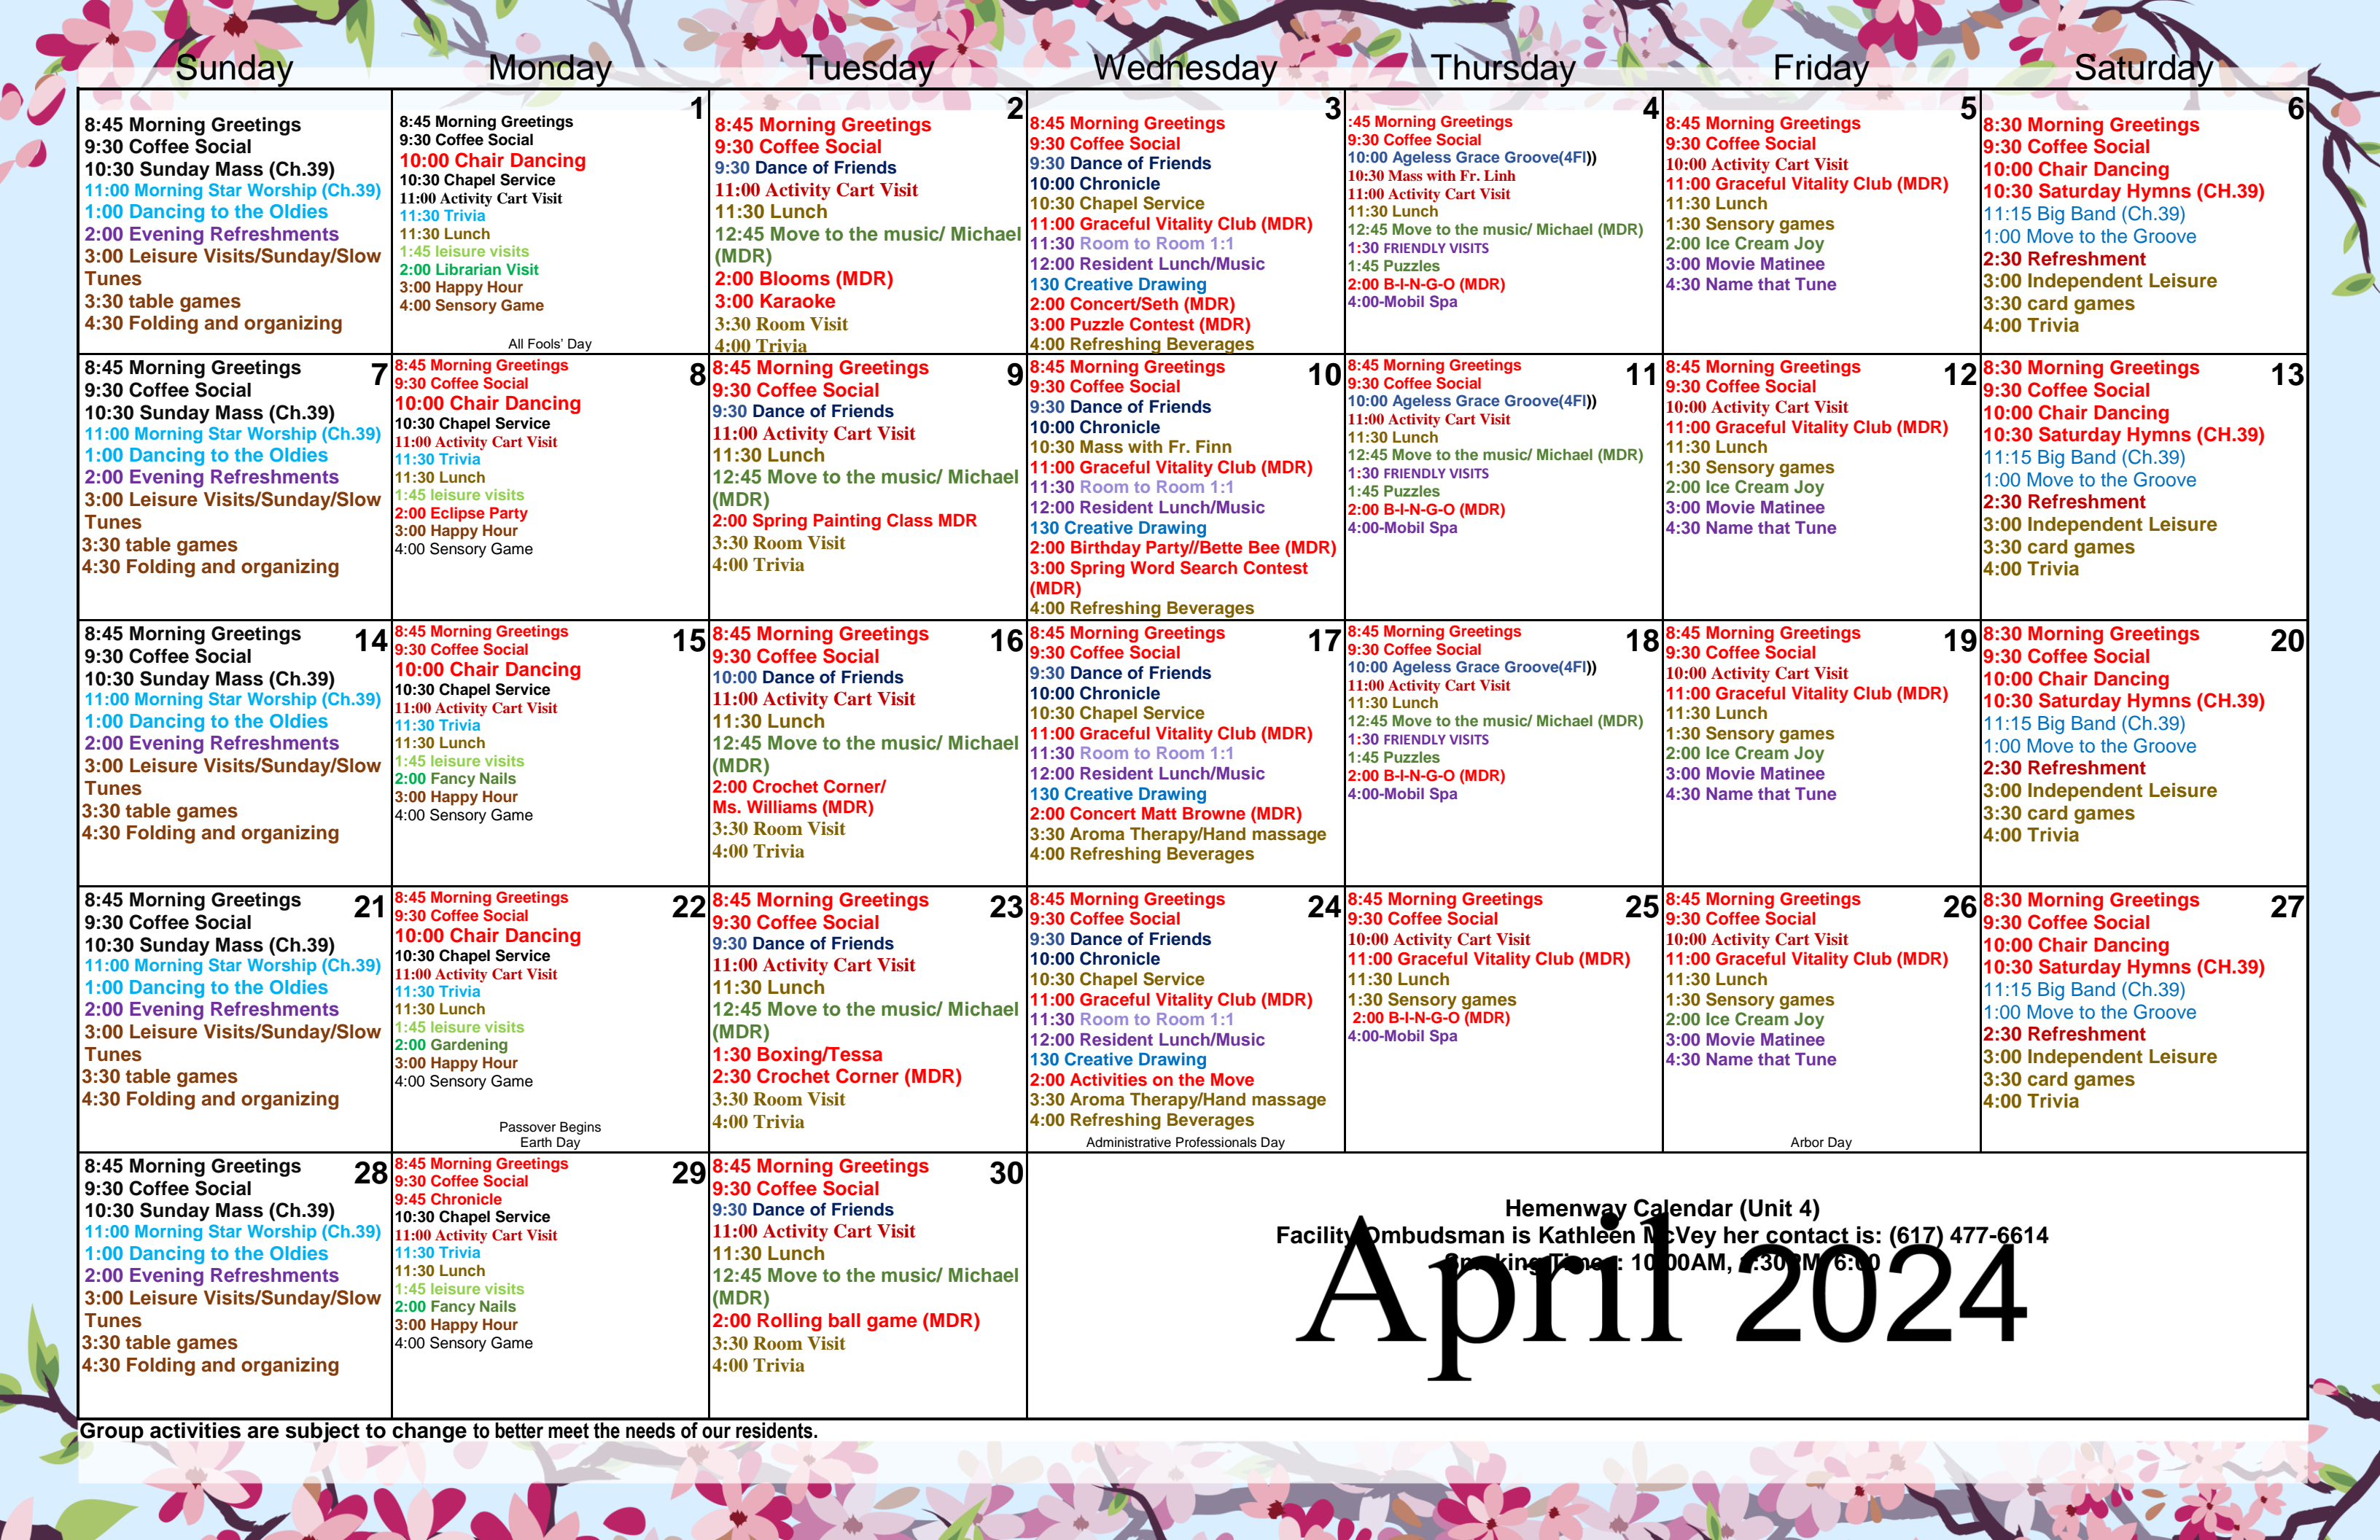 Sunday Monday Tuesday Wednesday Thursday Friday Saturday
8:45 Morning Greetings
9:30 Coffee Social
10:30 Sunday Mass (Ch.39)
11:00 Morning Star Worship (Ch.39)
1:00 Dancing to the Oldies
2:00 Evening Refreshments
3:00 Leisure Visits/Sunday/Slow
Tunes
3:30 table games
4:30 Folding and organizing
1
8:45 Morning Greetings
9:30 Coffee Social
10:00 Chair Dancing
10:30 Chapel Service
11:00 Activity Cart Visit
11:30 Trivia
11:30 Lunch
1:45 leisure visits
2:00 Librarian Visit
3:00 Happy Hour
4:00 Sensory Game
All Fools' Day
2
8:45 Morning Greetings
9:30 Coffee Social
9:30 Dance of Friends
11:00 Activity Cart Visit
11:30 Lunch
12:45 Move to the music/ Michael
(MDR)
2:00 Blooms (MDR)
3:00 Karaoke
3:30 Room Visit
4:00 Trivia
3
8:45 Morning Greetings
9:30 Coffee Social
9:30 Dance of Friends
10:00 Chronicle
10:30 Chapel Service
11:00 Graceful Vitality Club (MDR)
11:30 Room to Room 1:1
12:00 Resident Lunch/Music
130 Creative Drawing
2:00 Concert/Seth (MDR)
3:00 Puzzle Contest (MDR)
4:00 Refreshing Beverages
4
:45 Morning Greetings
9:30 Coffee Social
10:00 Ageless Grace Groove(4Fl))
10:30 Mass with Fr. Linh
11:00 Activity Cart Visit
11:30 Lunch
12:45 Move to the music/ Michael (MDR)
1:30 FRIENDLY VISITS
1:45 Puzzles
2:00 B-I-N-G-O (MDR)
4:00-Mobil Spa
5
8:45 Morning Greetings
9:30 Coffee Social
10:00 Activity Cart Visit
11:00 Graceful Vitality Club (MDR)
11:30 Lunch
1:30 Sensory games
2:00 Ice Cream Joy
3:00 Movie Matinee
4:30 Name that Tune
6
8:30 Morning Greetings
9:30 Coffee Social
10:00 Chair Dancing
10:30 Saturday Hymns (CH.39)
11:15 Big Band (Ch.39)
1:00 Move to the Groove
2:30 Refreshment
3:00 Independent Leisure
3:30 card games
4:00 Trivia
7
8:45 Morning Greetings
9:30 Coffee Social
10:30 Sunday Mass (Ch.39)
11:00 Morning Star Worship (Ch.39)
1:00 Dancing to the Oldies
2:00 Evening Refreshments
3:00 Leisure Visits/Sunday/Slow
Tunes
3:30 table games
4:30 Folding and organizing
8
8:45 Morning Greetings
9:30 Coffee Social
10:00 Chair Dancing
10:30 Chapel Service
11:00 Activity Cart Visit
11:30 Trivia
11:30 Lunch
1:45 leisure visits
2:00 Eclipse Party
3:00 Happy Hour
4:00 Sensory Game
9
8:45 Morning Greetings
9:30 Coffee Social
9:30 Dance of Friends
11:00 Activity Cart Visit
11:30 Lunch
12:45 Move to the music/ Michael
(MDR)
2:00 Spring Painting Class MDR
3:30 Room Visit
4:00 Trivia
10
8:45 Morning Greetings
9:30 Coffee Social
9:30 Dance of Friends
10:00 Chronicle
10:30 Mass with Fr. Finn
11:00 Graceful Vitality Club (MDR)
11:30 Room to Room 1:1
12:00 Resident Lunch/Music
130 Creative Drawing
2:00 Birthday Party//Bette Bee (MDR)
3:00 Spring Word Search Contest
(MDR)
4:00 Refreshing Beverages
11
8:45 Morning Greetings
9:30 Coffee Social
10:00 Ageless Grace Groove(4Fl))
11:00 Activity Cart Visit
11:30 Lunch
12:45 Move to the music/ Michael (MDR)
1:30 FRIENDLY VISITS
1:45 Puzzles
2:00 B-I-N-G-O (MDR)
4:00-Mobil Spa
12
8:45 Morning Greetings
9:30 Coffee Social
10:00 Activity Cart Visit
11:00 Graceful Vitality Club (MDR)
11:30 Lunch
1:30 Sensory games
2:00 Ice Cream Joy
3:00 Movie Matinee
4:30 Name that Tune
13
8:30 Morning Greetings
9:30 Coffee Social
10:00 Chair Dancing
10:30 Saturday Hymns (CH.39)
11:15 Big Band (Ch.39)
1:00 Move to the Groove
2:30 Refreshment
3:00 Independent Leisure
3:30 card games
4:00 Trivia
14
8:45 Morning Greetings
9:30 Coffee Social
10:30 Sunday Mass (Ch.39)
11:00 Morning Star Worship (Ch.39)
1:00 Dancing to the Oldies
2:00 Evening Refreshments
3:00 Leisure Visits/Sunday/Slow
Tunes
3:30 table games
4:30 Folding and organizing
15
8:45 Morning Greetings
9:30 Coffee Social
10:00 Chair Dancing
10:30 Chapel Service
11:00 Activity Cart Visit
11:30 Trivia
11:30 Lunch
1:45 leisure visits
2:00 Fancy Nails
3:00 Happy Hour
4:00 Sensory Game
16
8:45 Morning Greetings
9:30 Coffee Social
10:00 Dance of Friends
11:00 Activity Cart Visit
11:30 Lunch
12:45 Move to the music/ Michael
(MDR)
2:00 Crochet Corner/
Ms. Williams (MDR)
3:30 Room Visit
4:00 Trivia
17
8:45 Morning Greetings
9:30 Coffee Social
9:30 Dance of Friends
10:00 Chronicle
10:30 Chapel Service
11:00 Graceful Vitality Club (MDR)
11:30 Room to Room 1:1
12:00 Resident Lunch/Music
130 Creative Drawing
2:00 Concert Matt Browne (MDR)
3:30 Aroma Therapy/Hand massage
4:00 Refreshing Beverages
18
8:45 Morning Greetings
9:30 Coffee Social
10:00 Ageless Grace Groove(4Fl))
11:00 Activity Cart Visit
11:30 Lunch
12:45 Move to the music/ Michael (MDR)
1:30 FRIENDLY VISITS
1:45 Puzzles
2:00 B-I-N-G-O (MDR)
4:00-Mobil Spa
19
8:45 Morning Greetings
9:30 Coffee Social
10:00 Activity Cart Visit
11:00 Graceful Vitality Club (MDR)
11:30 Lunch
1:30 Sensory games
2:00 Ice Cream Joy
3:00 Movie Matinee
4:30 Name that Tune
20
8:30 Morning Greetings
9:30 Coffee Social
10:00 Chair Dancing
10:30 Saturday Hymns (CH.39)
11:15 Big Band (Ch.39)
1:00 Move to the Groove
2:30 Refreshment
3:00 Independent Leisure
3:30 card games
4:00 Trivia
21
8:45 Morning Greetings
9:30 Coffee Social
10:30 Sunday Mass (Ch.39)
11:00 Morning Star Worship (Ch.39)
1:00 Dancing to the Oldies
2:00 Evening Refreshments
3:00 Leisure Visits/Sunday/Slow
Tunes
3:30 table games
4:30 Folding and organizing
22
8:45 Morning Greetings
9:30 Coffee Social
10:00 Chair Dancing
10:30 Chapel Service
11:00 Activity Cart Visit
11:30 Trivia
11:30 Lunch
1:45 leisure visits
2:00 Gardening
3:00 Happy Hour
4:00 Sensory Game
Passover Begins
Earth Day
23
8:45 Morning Greetings
9:30 Coffee Social
9:30 Dance of Friends
11:00 Activity Cart Visit
11:30 Lunch
12:45 Move to the music/ Michael
(MDR)
1:30 Boxing/Tessa
2:30 Crochet Corner (MDR)
3:30 Room Visit
4:00 Trivia
24
8:45 Morning Greetings
9:30 Coffee Social
9:30 Dance of Friends
10:00 Chronicle
10:30 Chapel Service
11:00 Graceful Vitality Club (MDR)
11:30 Room to Room 1:1
12:00 Resident Lunch/Music
130 Creative Drawing
2:00 Activities on the Move
3:30 Aroma Therapy/Hand massage
4:00 Refreshing Beverages
Administrative Professionals Day
25
8:45 Morning Greetings
9:30 Coffee Social
10:00 Activity Cart Visit
11:00 Graceful Vitality Club (MDR)
11:30 Lunch
1:30 Sensory games
2:00 B-I-N-G-O (MDR)
4:00-Mobil Spa
26
8:45 Morning Greetings
9:30 Coffee Social
10:00 Activity Cart Visit
11:00 Graceful Vitality Club (MDR)
11:30 Lunch
1:30 Sensory games
2:00 Ice Cream Joy
3:00 Movie Matinee
4:30 Name that Tune
Arbor Day
27
8:30 Morning Greetings
9:30 Coffee Social
10:00 Chair Dancing
10:30 Saturday Hymns (CH.39)
11:15 Big Band (Ch.39)
1:00 Move to the Groove
2:30 Refreshment
3:00 Independent Leisure
3:30 card games
4:00 Trivia
28
8:45 Morning Greetings
9:30 Coffee Social
10:30 Sunday Mass (Ch.39)
11:00 Morning Star Worship (Ch.39)
1:00 Dancing to the Oldies
2:00 Evening Refreshments
3:00 Leisure Visits/Sunday/Slow
Tunes
3:30 table games
4:30 Folding and organizing
29
8:45 Morning Greetings
9:30 Coffee Social
9:45 Chronicle
10:30 Chapel Service
11:00 Activity Cart Visit
11:30 Trivia
11:30 Lunch
1:45 leisure visits
2:00 Fancy Nails
3:00 Happy Hour
4:00 Sensory Game
30
8:45 Morning Greetings
9:30 Coffee Social
9:30 Dance of Friends
11:00 Activity Cart Visit
11:30 Lunch
12:45 Move to the music/ Michael
(MDR)
2:00 Rolling ball game (MDR)
3:30 Room Visit
4:00 Trivia
Hemenway Calendar (Unit 4)
Facility Ombudsman is Kathleen McVey her contact is: (617) 477-6614
Smoking Times: 10:00AM, 6:00
April 2024
Group activities are subject to change to better meet the needs of our residents.